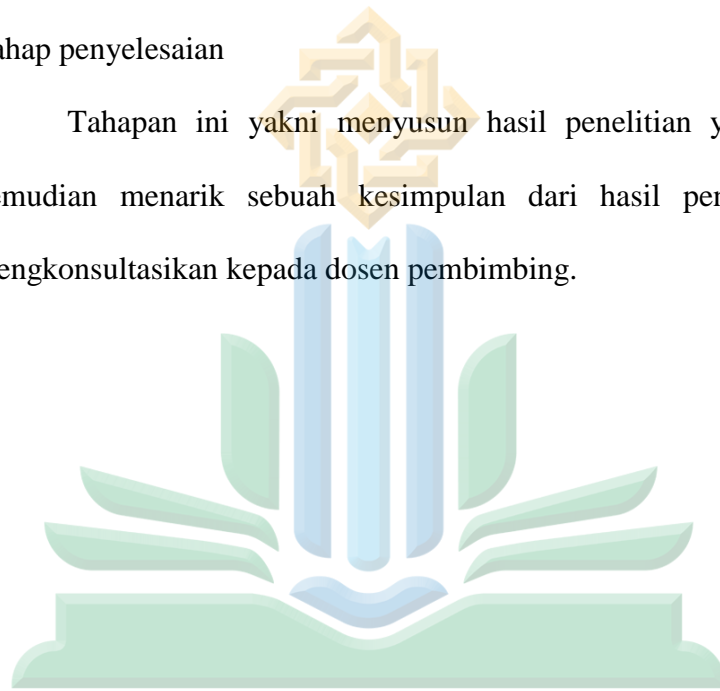 ahap penyelesaian
Tahapan ini yakni menyusun hasil penelitian y
emudian menarik sebuah kesimpulan dari hasil pen
engkonsultasikan kepada dosen pembimbing.